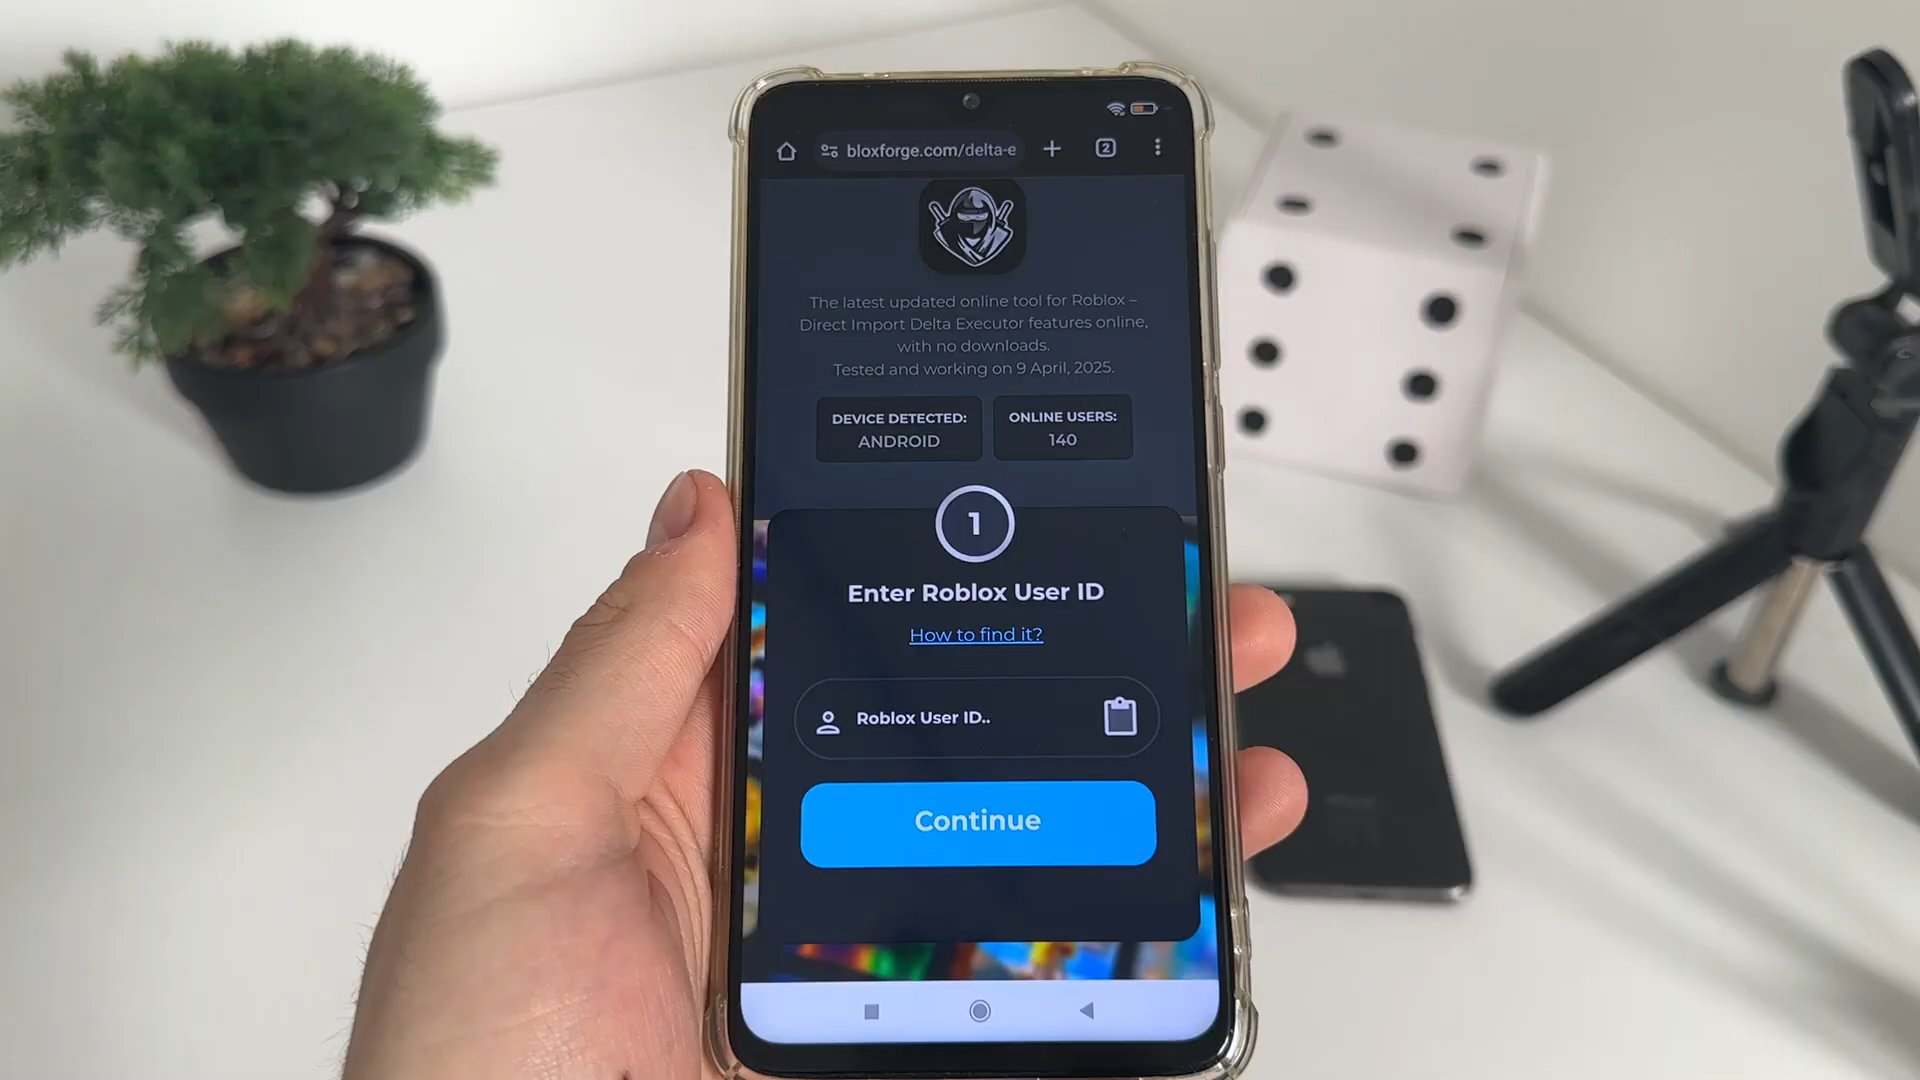 bloxforge.com/delta-e
2
The latest updated online tool for Roblox –
Direct Import Delta Executor features online,
with no downloads.
Tested and working on 9 April, 2025.
DEVICE DETECTED:
ANDROID
ONLINE USERS:
140
1
Enter Roblox User ID
How to find it?
Roblox User ID..
Continue